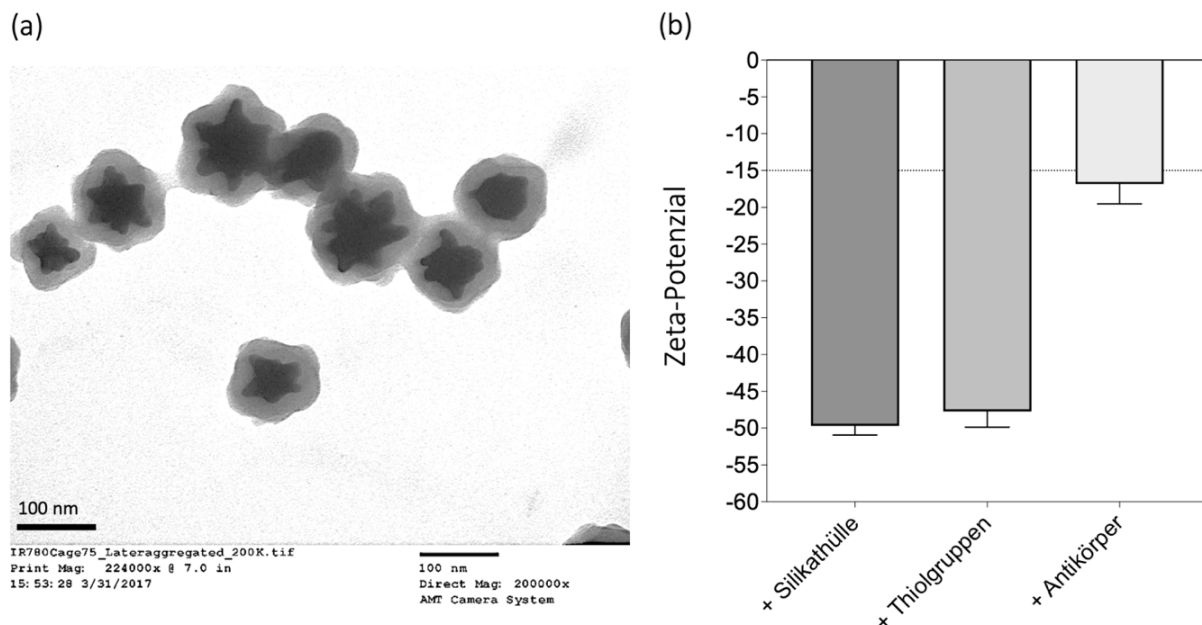 (a)
100 nm
IR780Cage75_Lateraggregated_200K.tif
Print Mag: 224000x @ 7.0 in
15:53:28 3/31/2017
100 nm
Direct Mag: 200000x
AMT Camera System
(b)
Zeta-Potenzial
0
-5
-10
-15
-20
-25
-30
-35
-40
-45
-50
-55
-60
+ Silikathülle
+ Thiolgruppen
+ Antikörper